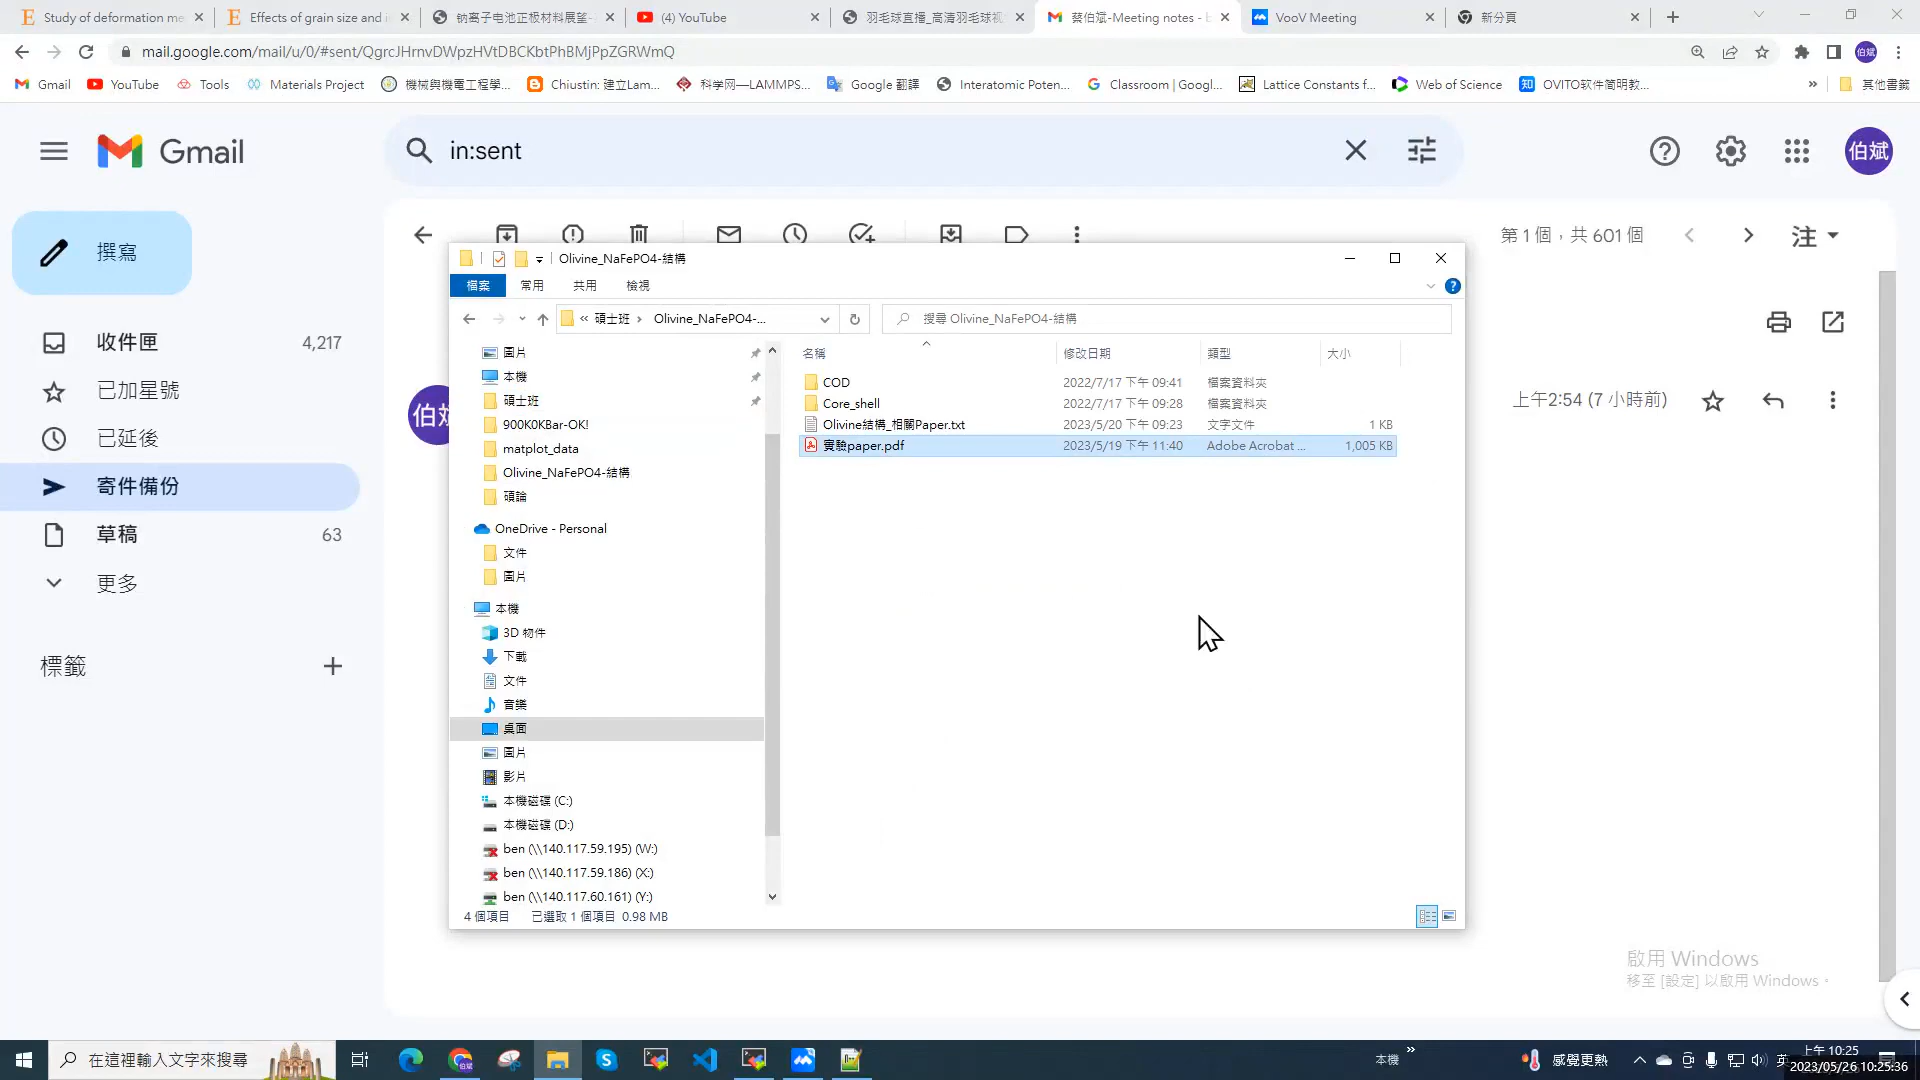 Study of deformation me
Effects of grain size and i
钠离子电池正极材料展望-
(4) YouTube
羽毛球直播_高清羽毛球视
蔡伯斌-Meeting notes - b
VooV Meeting
新分頁
mail.google.com/mail/u/0/#sent/QgrcJHrnvDWpzHVtDBCKbtPhBMjPpZGRWmQ
伯斌
Gmail
YouTube
Tools
Materials Project
機械與機電工程學...
Chiustin: 建立Lam...
科学网—LAMMPS...
Google 翻譯
Interatomic Poten...
Classroom | Googl...
Lattice Constants f...
Web of Science
知
OVITO软件简明教...
»
其他書籤
Gmail
in:sent
伯斌
撰寫
第 1 個，共 601 個
注
收件匣 4,217
已加星號
已延後
寄件備份
草稿 63
更多
標籤
上午2:54 (7 小時前)
Olivine_NaFePO4-結構
檔案 常用 共用 檢視
« 碩士班 › Olivine_NaFePO4-...
搜尋 Olivine_NaFePO4-結構
圖片
本機
碩士班
900K0KBar-OK!
matplot_data
Olivine_NaFePO4-結構
碩論
OneDrive - Personal
文件
圖片
本機
3D 物件
下載
文件
音樂
桌面
圖片
影片
本機磁碟 (C:)
本機磁碟 (D:)
ben (\\140.117.59.195) (W:)
ben (\\140.117.59.186) (X:)
ben (\\140.117.60.161) (Y:)
名稱 修改日期 類型 大小
COD 2022/7/17 下午 09:41 檔案資料夾
Core_shell 2022/7/17 下午 09:28 檔案資料夾
Olivine結構_相關Paper.txt 2023/5/20 下午 09:23 文字文件 1 KB
實驗paper.pdf 2023/5/19 下午 11:40 Adobe Acrobat ... 1,005 KB
4 個項目 已選取 1 個項目 0.98 MB
啟用 Windows
移至 [設定] 以啟用 Windows。
在這裡輸入文字來搜尋
本機
感覺更熱
英
上午 10:25
2023/05/26 10:25:36